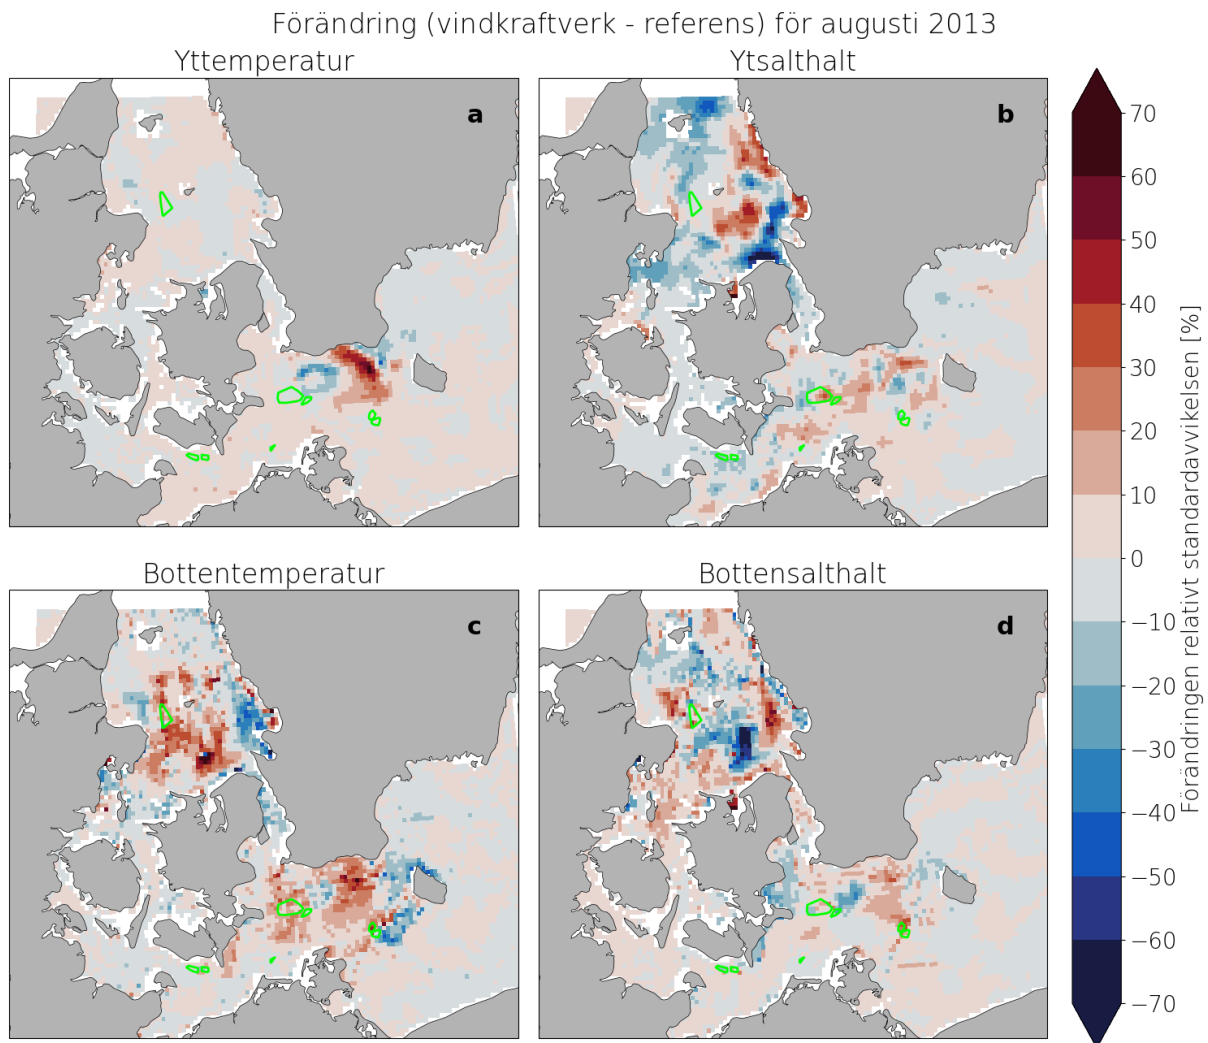 Förändring (vindkraftverk - referens) för augusti 2013
Yttemperatur
Ytsalthalt
a
b
Bottentemperatur
Bottensalthalt
c
d
70
60
50
40
30
20
10
0
−10
−20
−30
−40
−50
−60
−70
Förändringen relativt standardavvikelsen [%]